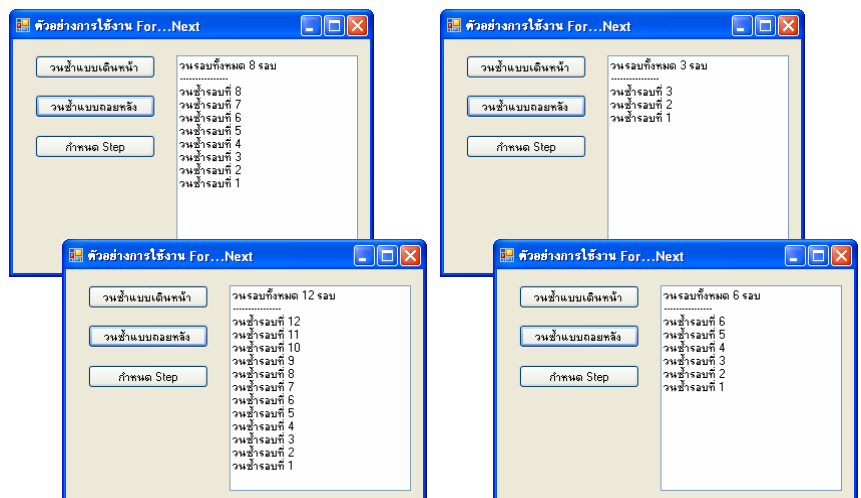 ตัวอย่างการใช้งาน For...Next
วนซ้ำแบบเดินหน้า
วนซ้ำแบบถอยหลัง
กำหนด Step
วนรอบทั้งหมด 8 รอบ
----------------
วนซ้ำรอบที่ 8
วนซ้ำรอบที่ 7
วนซ้ำรอบที่ 6
วนซ้ำรอบที่ 5
วนซ้ำรอบที่ 4
วนซ้ำรอบที่ 3
วนซ้ำรอบที่ 2
วนซ้ำรอบที่ 1
ตัวอย่างการใช้งาน For...Next
วนซ้ำแบบเดินหน้า
วนซ้ำแบบถอยหลัง
กำหนด Step
วนรอบทั้งหมด 3 รอบ
----------------
วนซ้ำรอบที่ 3
วนซ้ำรอบที่ 2
วนซ้ำรอบที่ 1
ตัวอย่างการใช้งาน For...Next
วนซ้ำแบบเดินหน้า
วนซ้ำแบบถอยหลัง
กำหนด Step
วนรอบทั้งหมด 12 รอบ
----------------
วนซ้ำรอบที่ 12
วนซ้ำรอบที่ 11
วนซ้ำรอบที่ 10
วนซ้ำรอบที่ 9
วนซ้ำรอบที่ 8
วนซ้ำรอบที่ 7
วนซ้ำรอบที่ 6
วนซ้ำรอบที่ 5
วนซ้ำรอบที่ 4
วนซ้ำรอบที่ 3
วนซ้ำรอบที่ 2
วนซ้ำรอบที่ 1
ตัวอย่างการใช้งาน For...Next
วนซ้ำแบบเดินหน้า
วนซ้ำแบบถอยหลัง
กำหนด Step
วนรอบทั้งหมด 6 รอบ
----------------
วนซ้ำรอบที่ 6
วนซ้ำรอบที่ 5
วนซ้ำรอบที่ 4
วนซ้ำรอบที่ 3
วนซ้ำรอบที่ 2
วนซ้ำรอบที่ 1